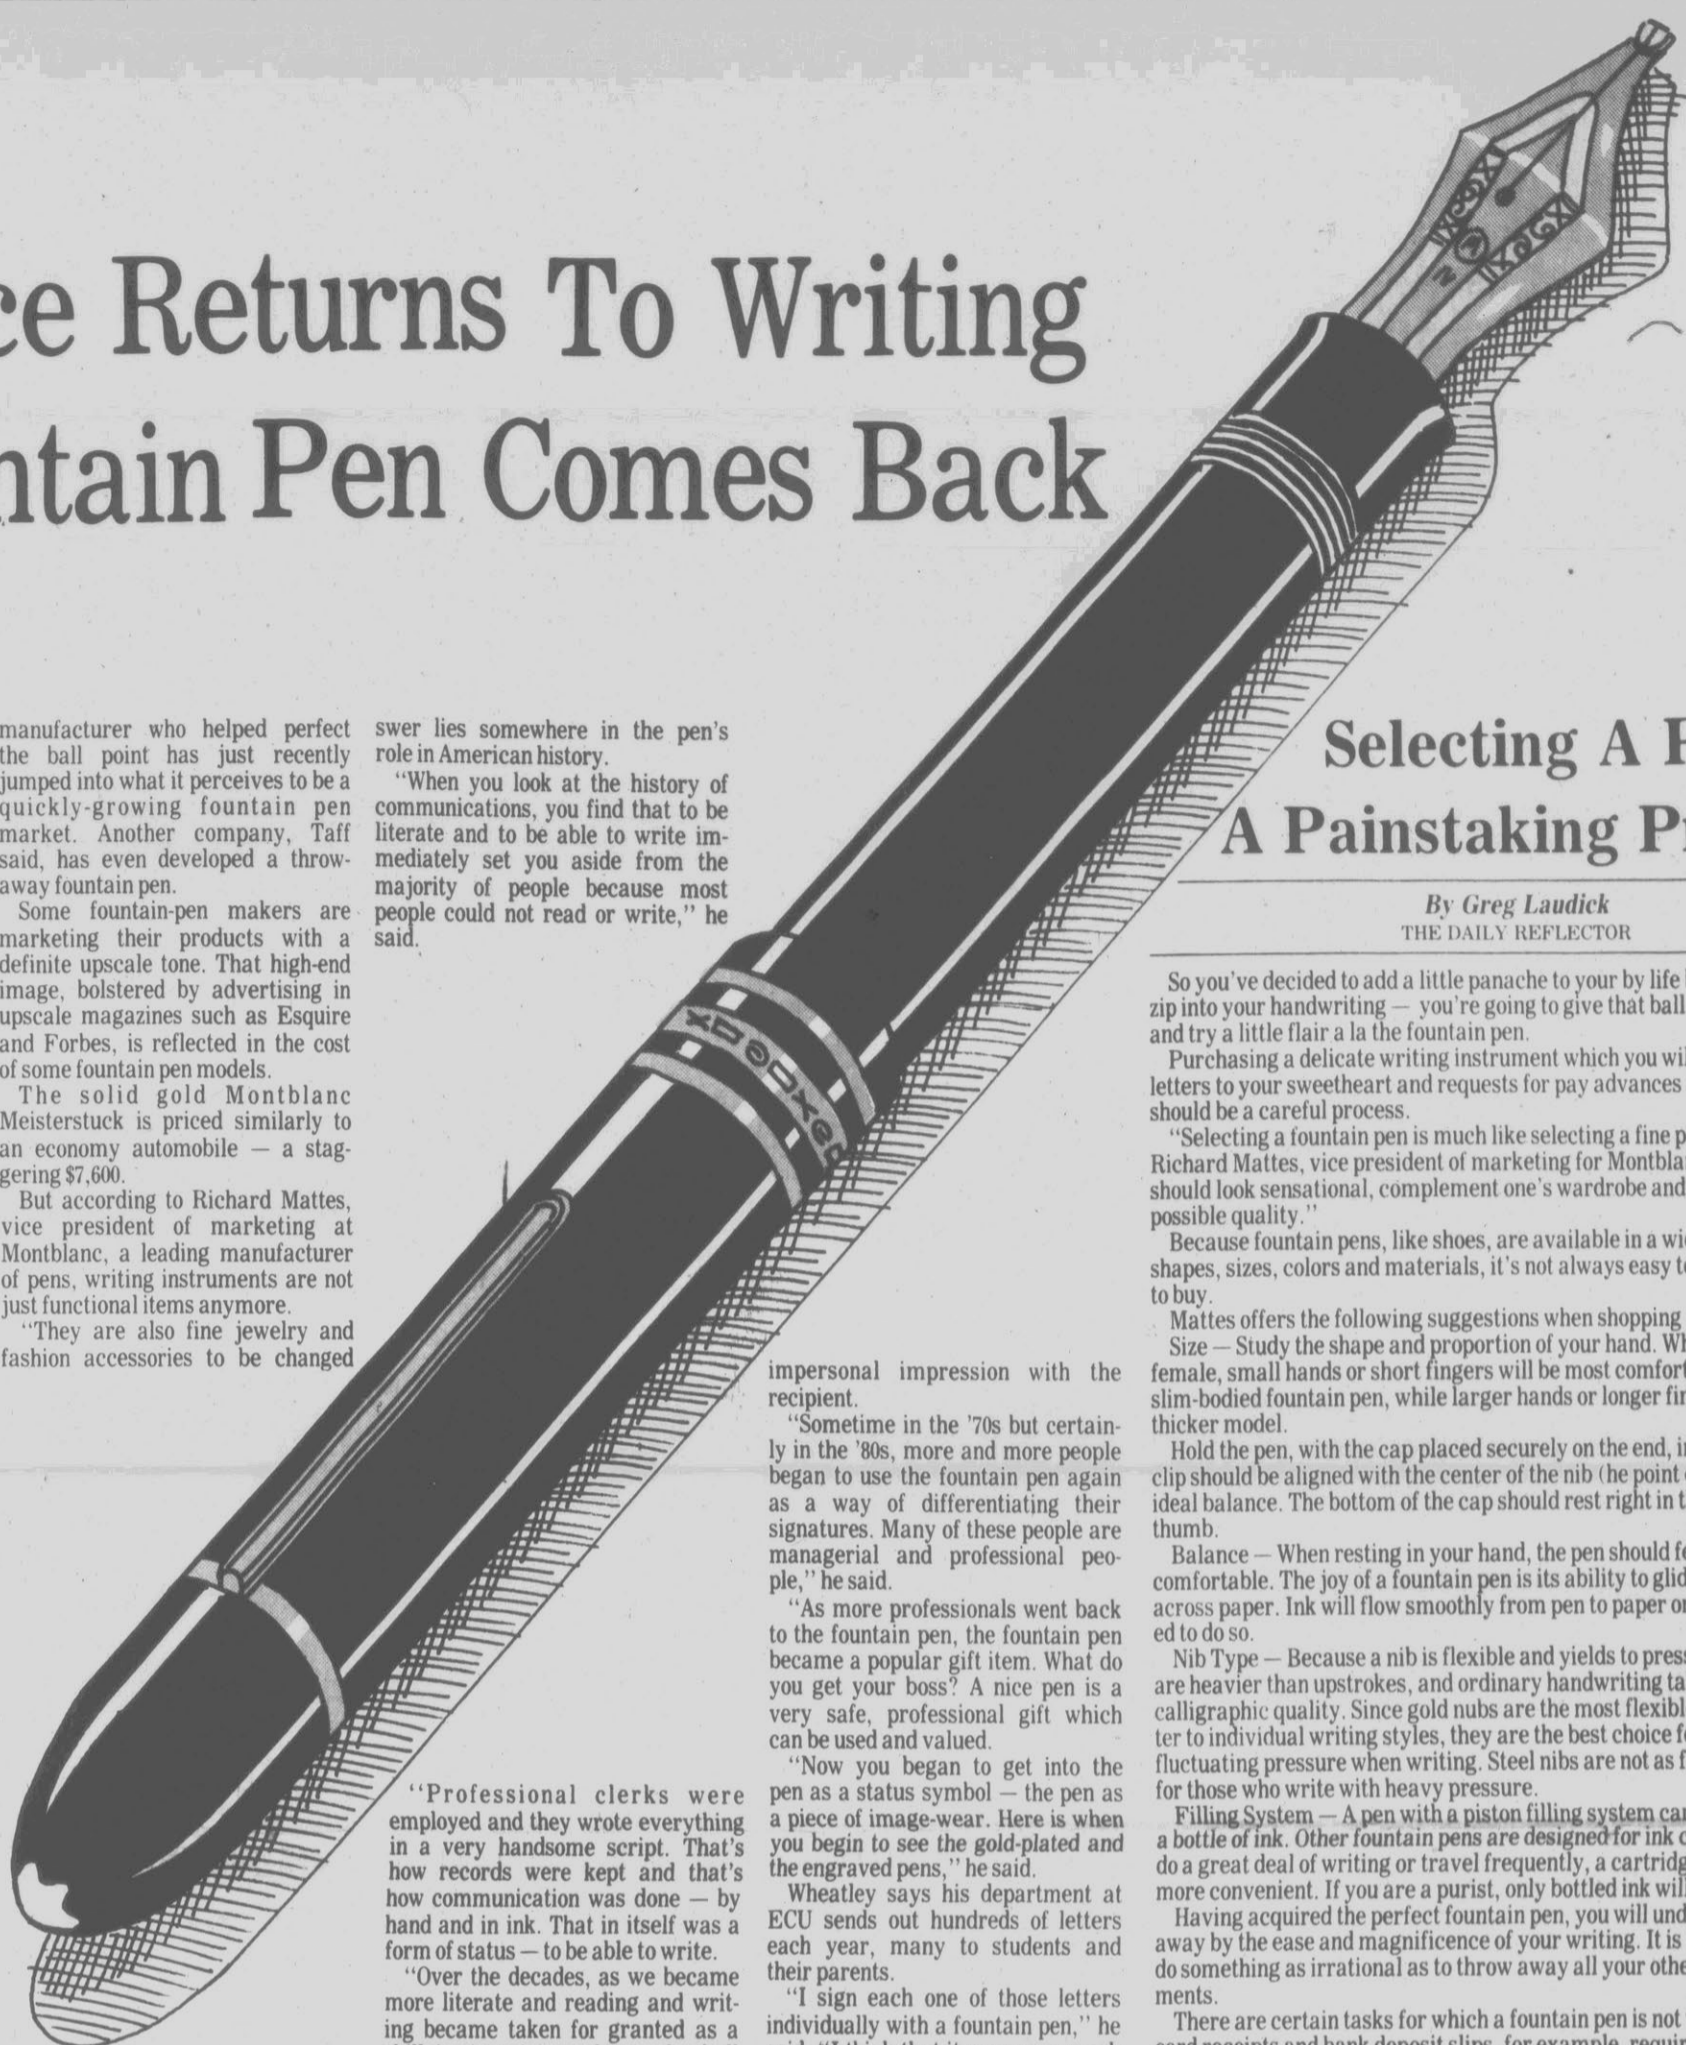 ce Returns To Writing
ntain Pen Comes Back
manufacturer who helped perfect
the ball point has just recently
jumped into what it perceives to be a
quickly-growing fountain pen
market. Another company, Taff
said, has even developed a throw-
away fountain pen.
Some fountain-pen makers are
marketing their products with a
definite upscale tone. That high-end
image, bolstered by advertising in
upscale magazines such as Esquire
and Forbes, is reflected in the cost
of some fountain pen models.
The solid gold Montblanc
Meisterstuck is priced similarly to
an economy automobile — a stag-
gering $7,600.
But according to Richard Mattes,
vice president of marketing at
Montblanc, a leading manufacturer
of pens, writing instruments are not
just functional items anymore.
“They are also fine jewelry and
fashion accessories to be changed
swer lies somewhere in the pen's
role in American history.
“When you look at the history of
communications, you find that to be
literate and to be able to write im-
mediately set you aside from the
majority of people because most
people could not read or write,” he
said.
“Professional clerks were
employed and they wrote everything
in a very handsome script. That's
how records were kept and that's
how communication was done — by
hand and in ink. That in itself was a
form of status — to be able to write.
“Over the decades, as we became
more literate and reading and writ-
ing became taken for granted as a
impersonal impression with the
recipient.
“Sometime in the '70s but certain-
ly in the '80s, more and more people
began to use the fountain pen again
as a way of differentiating their
signatures. Many of these people are
managerial and professional peo-
ple,” he said.
“As more professionals went back
to the fountain pen, the fountain pen
became a popular gift item. What do
you get your boss? A nice pen is a
very safe, professional gift which
can be used and valued.
“Now you began to get into the
pen as a status symbol — the pen as
a piece of image-wear. Here is when
you begin to see the gold-plated and
the engraved pens,” he said.
Wheatley says his department at
ECU sends out hundreds of letters
each year, many to students and
their parents.
“I sign each one of those letters
individually with a fountain pen,” he
Selecting A
A Painstaking
By Greg Laudick
THE DAILY REFLECTOR
So you've decided to add a little panache to your by life
zip into your handwriting — you're going to give that ball
and try a little flair a la the fountain pen.
Purchasing a delicate writing instrument which you wi
letters to your sweetheart and requests for pay advances
should be a careful process.
“Selecting a fountain pen is much like selecting a fine p
Richard Mattes, vice president of marketing for Montbla
should look sensational, complement one's wardrobe and
possible quality.”
Because fountain pens, like shoes, are available in a wi
shapes, sizes, colors and materials, it's not always easy t
to buy.
Mattes offers the following suggestions when shopping
Size — Study the shape and proportion of your hand. Wh
female, small hands or short fingers will be most comfort
slim-bodied fountain pen, while larger hands or longer fin
thicker model.
Hold the pen, with the cap placed securely on the end, i
clip should be aligned with the center of the nib (he point
ideal balance. The bottom of the cap should rest right in t
thumb.
Balance — When resting in your hand, the pen should fe
comfortable. The joy of a fountain pen is its ability to glid
across paper. Ink will flow smoothly from pen to paper o
ed to do so.
Nib Type — Because a nib is flexible and yields to press
are heavier than upstrokes, and ordinary handwriting ta
calligraphic quality. Since gold nubs are the most flexibl
ter to individual writing styles, they are the best choice f
fluctuating pressure when writing. Steel nibs are not as f
for those who write with heavy pressure.
Filling System — A pen with a piston filling system can
a bottle of ink. Other fountain pens are designed for ink c
do a great deal of writing or travel frequently, a cartridg
more convenient. If you are a purist, only bottled ink wil
Having acquired the perfect fountain pen, you will und
away by the ease and magnificence of your writing. It is
do something as irrational as to throw away all your othe
ments.
There are certain tasks for which a fountain pen is not